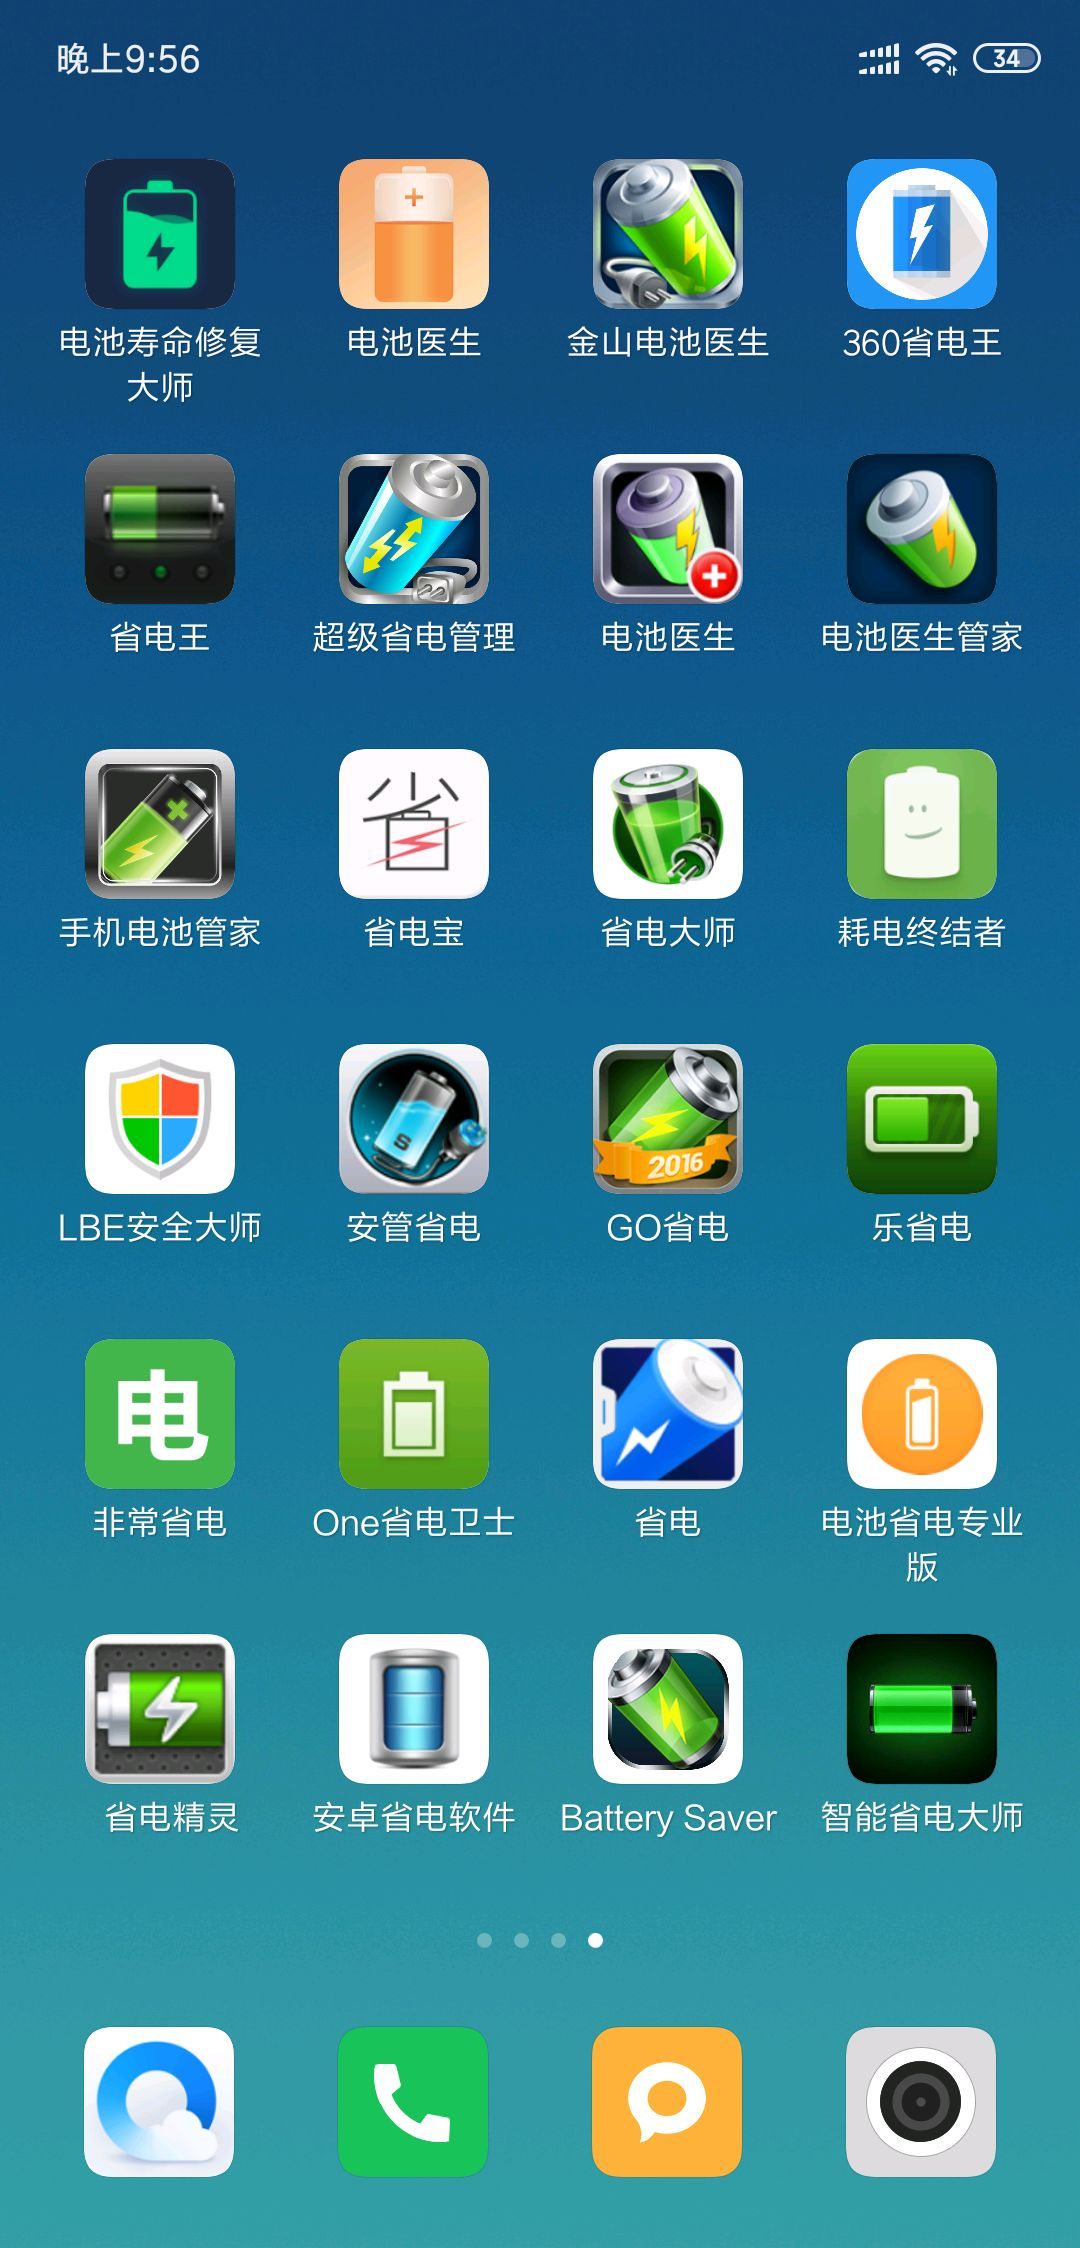 晚上9:56
34
电池寿命修复
大师
电池医生
金山电池医生
360省电王
省电王
超级省电管理
电池医生
电池医生管家
省
手机电池管家
省电宝
省电大师
耗电终结者
S
2016
LBE安全大师
安管省电
GO省电
乐省电
电
非常省电
One省电卫士
省电
电池省电专业
版
省电精灵
安卓省电软件
Battery Saver
智能省电大师